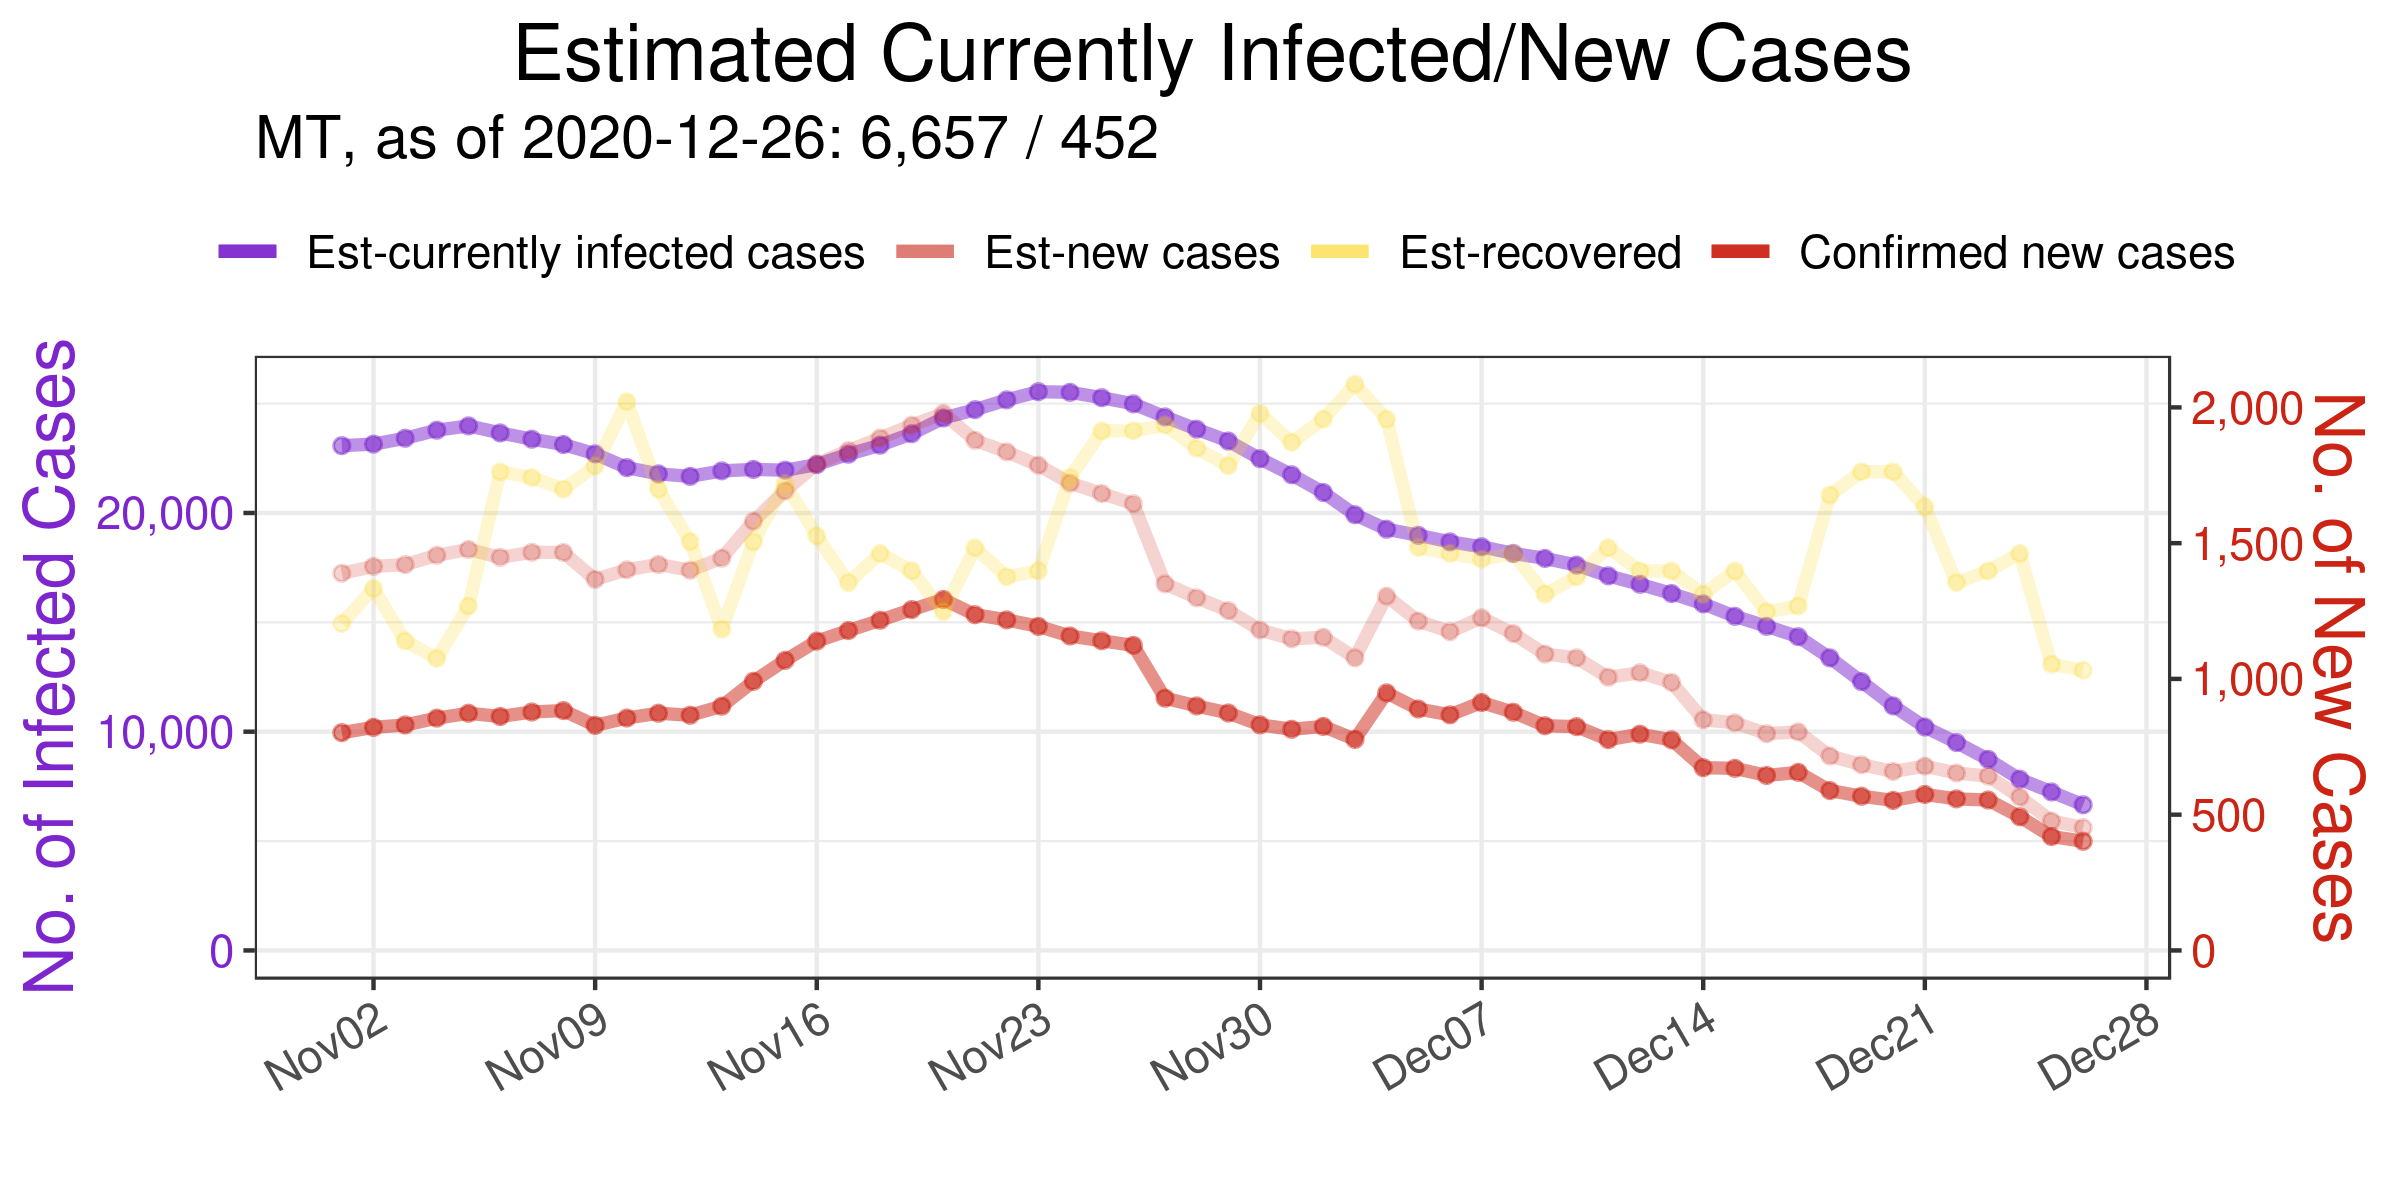 Estimated Currently Infected/New Cases
MT, as of 2020-12-26: 6,657 / 452
Est-currently infected cases Est-new cases Est-recovered Confirmed new cases
No. of Infected Cases
20,000
10,000
0
2,000
1,500
1,000
500
0
No. of New Cases
Nov02 Nov09 Nov16 Nov23 Nov30 Dec07 Dec14 Dec21 Dec28